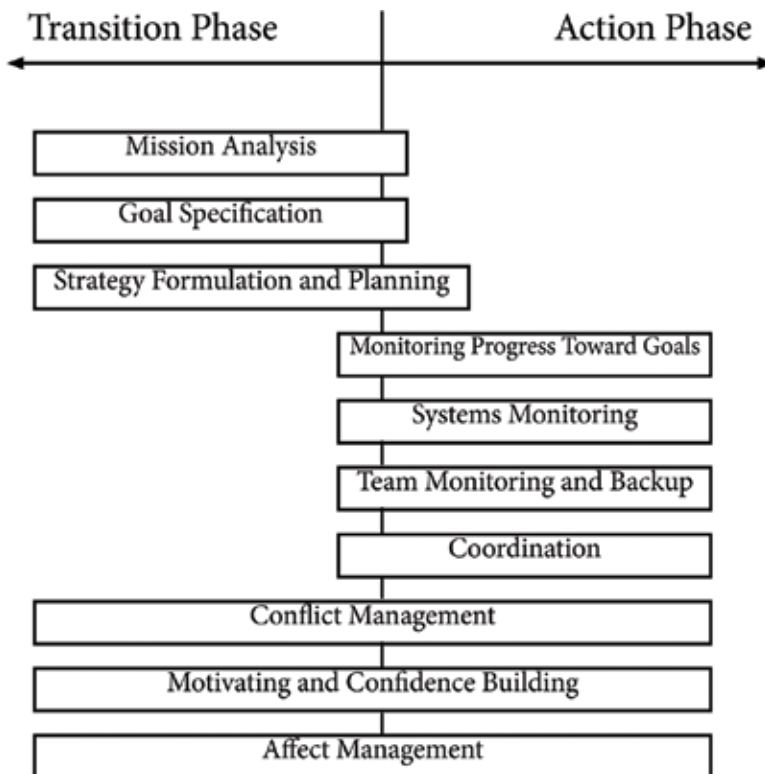 Transition Phase
Action Phase
Mission Analysis
Goal Specification
Strategy Formulation and Planning
Monitoring Progress Toward Goals
Systems Monitoring
Team Monitoring and Backup
Coordination
Conflict Management
Motivating and Confidence Building
Affect Management